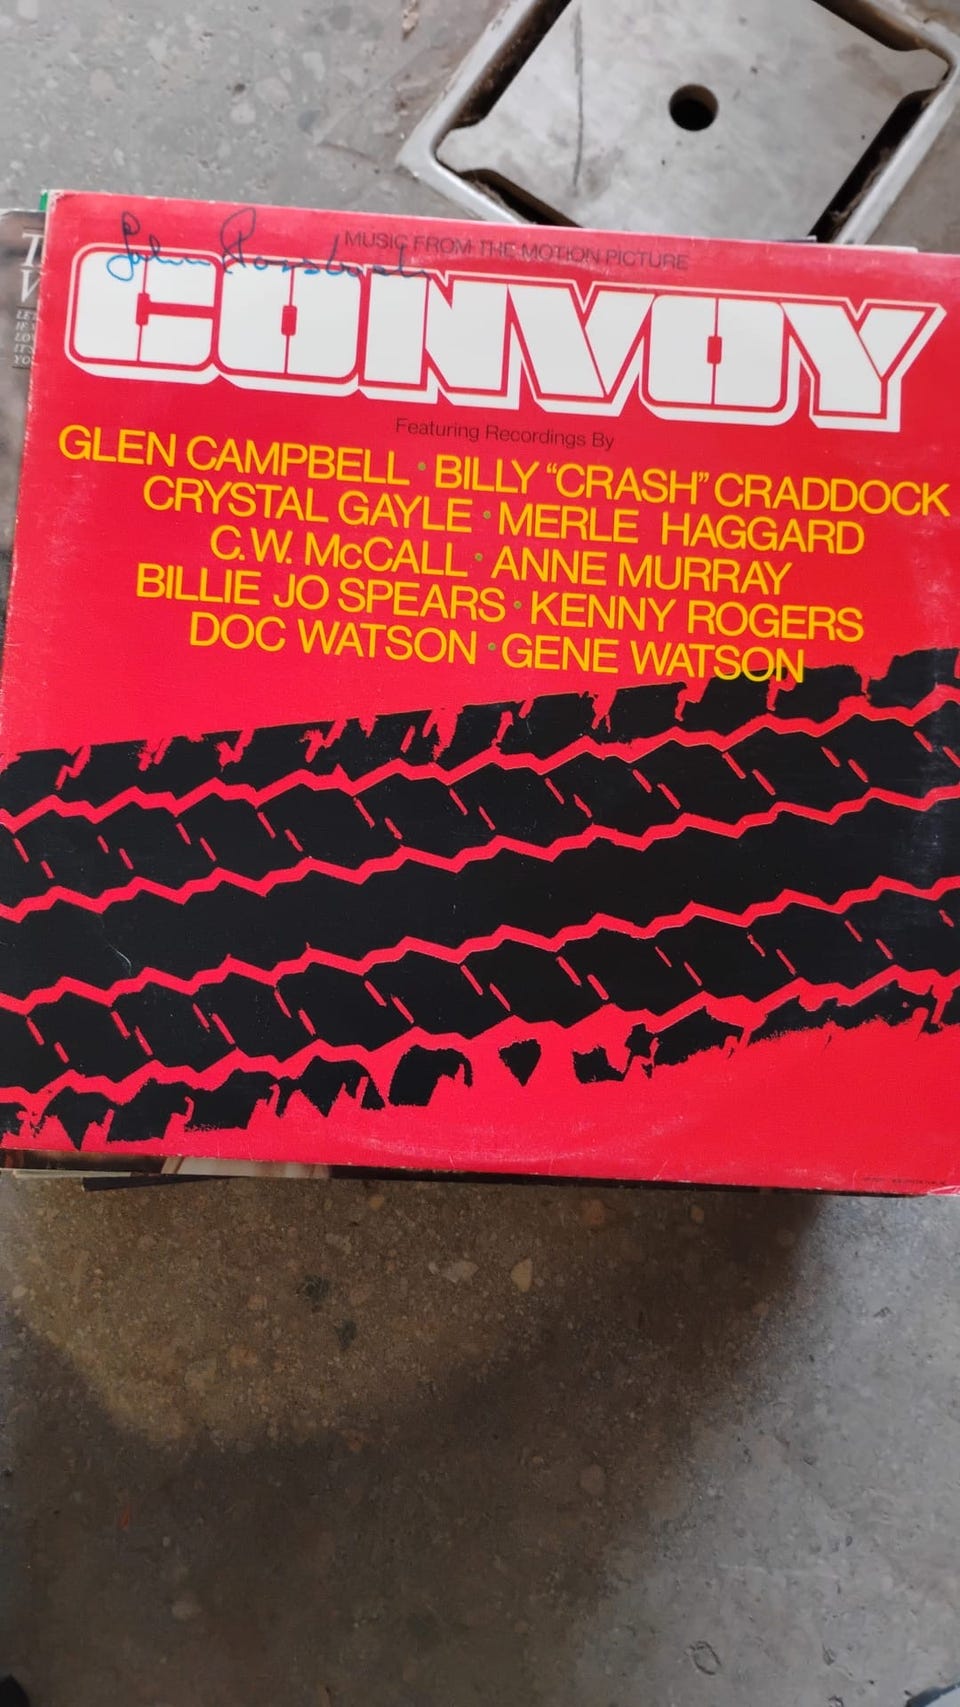 MUSIC FROM THE MOTION PICTURE
CONVOY
Featuring Recordings By
GLEN CAMPBELL • BILLY “CRASH” CRADDOCK
CRYSTAL GAYLE • MERLE HAGGARD
C.W. McCALL • ANNE MURRAY
BILLIE JO SPEARS • KENNY ROGERS
DOC WATSON • GENE WATSON